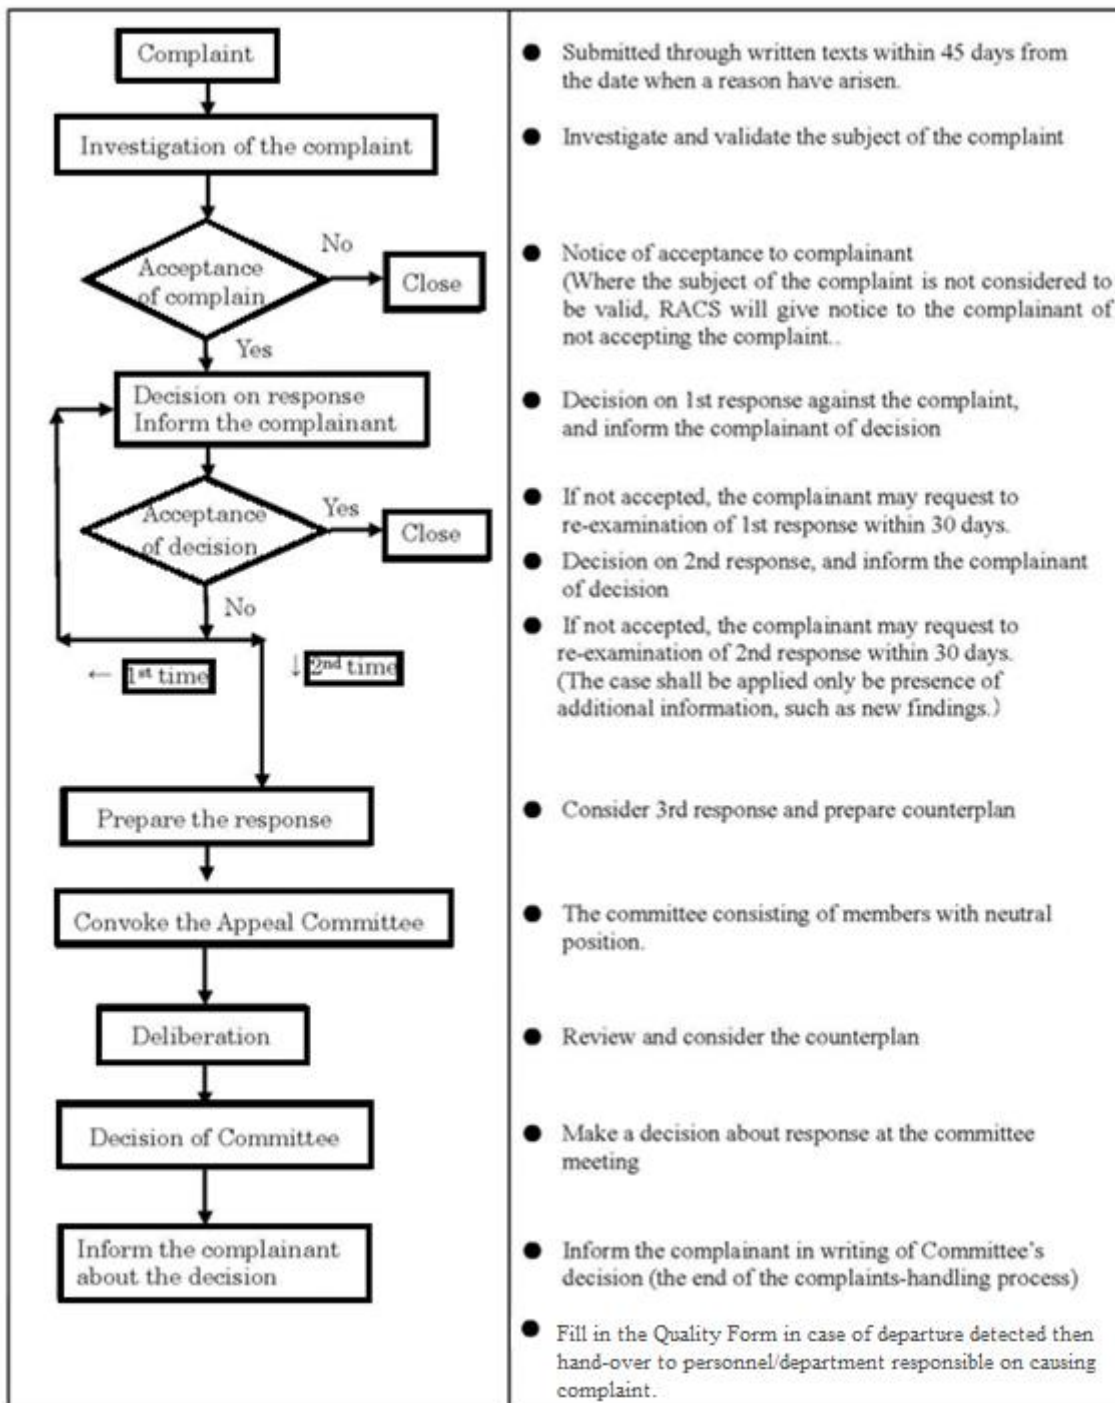 Complaint
● Submitted through written texts within 45 days from
the date when a reason have arisen.
Investigation of the complaint
● Investigate and validate the subject of the complaint
Acceptance
of complain
No
Close
Yes
● Notice of acceptance to complainant
(Where the subject of the complaint is not considered to
be valid, RACS will give notice to the complainant of
not accepting the complaint..
Decision on response
Inform the complainant
● Decision on 1st response against the complaint,
and inform the complainant of decision
Acceptance
of decision
Yes
Close
No
● If not accepted, the complainant may request to
re-examination of 1st response within 30 days.
● Decision on 2nd response, and inform the complainant
of decision
← 1st time
↓ 2nd time
● If not accepted, the complainant may request to
re-examination of 2nd response within 30 days.
(The case shall be applied only be presence of
additional information, such as new findings.)
Prepare the response
● Consider 3rd response and prepare counterplan
Convoke the Appeal Committee
● The committee consisting of members with neutral
position.
Deliberation
● Review and consider the counterplan
Decision of Committee
● Make a decision about response at the committee
meeting
Inform the complainant
about the decision
● Inform the complainant in writing of Committee's
decision (the end of the complaints-handling process)
● Fill in the Quality Form in case of departure detected then
hand-over to personnel/department responsible on causing
complaint.